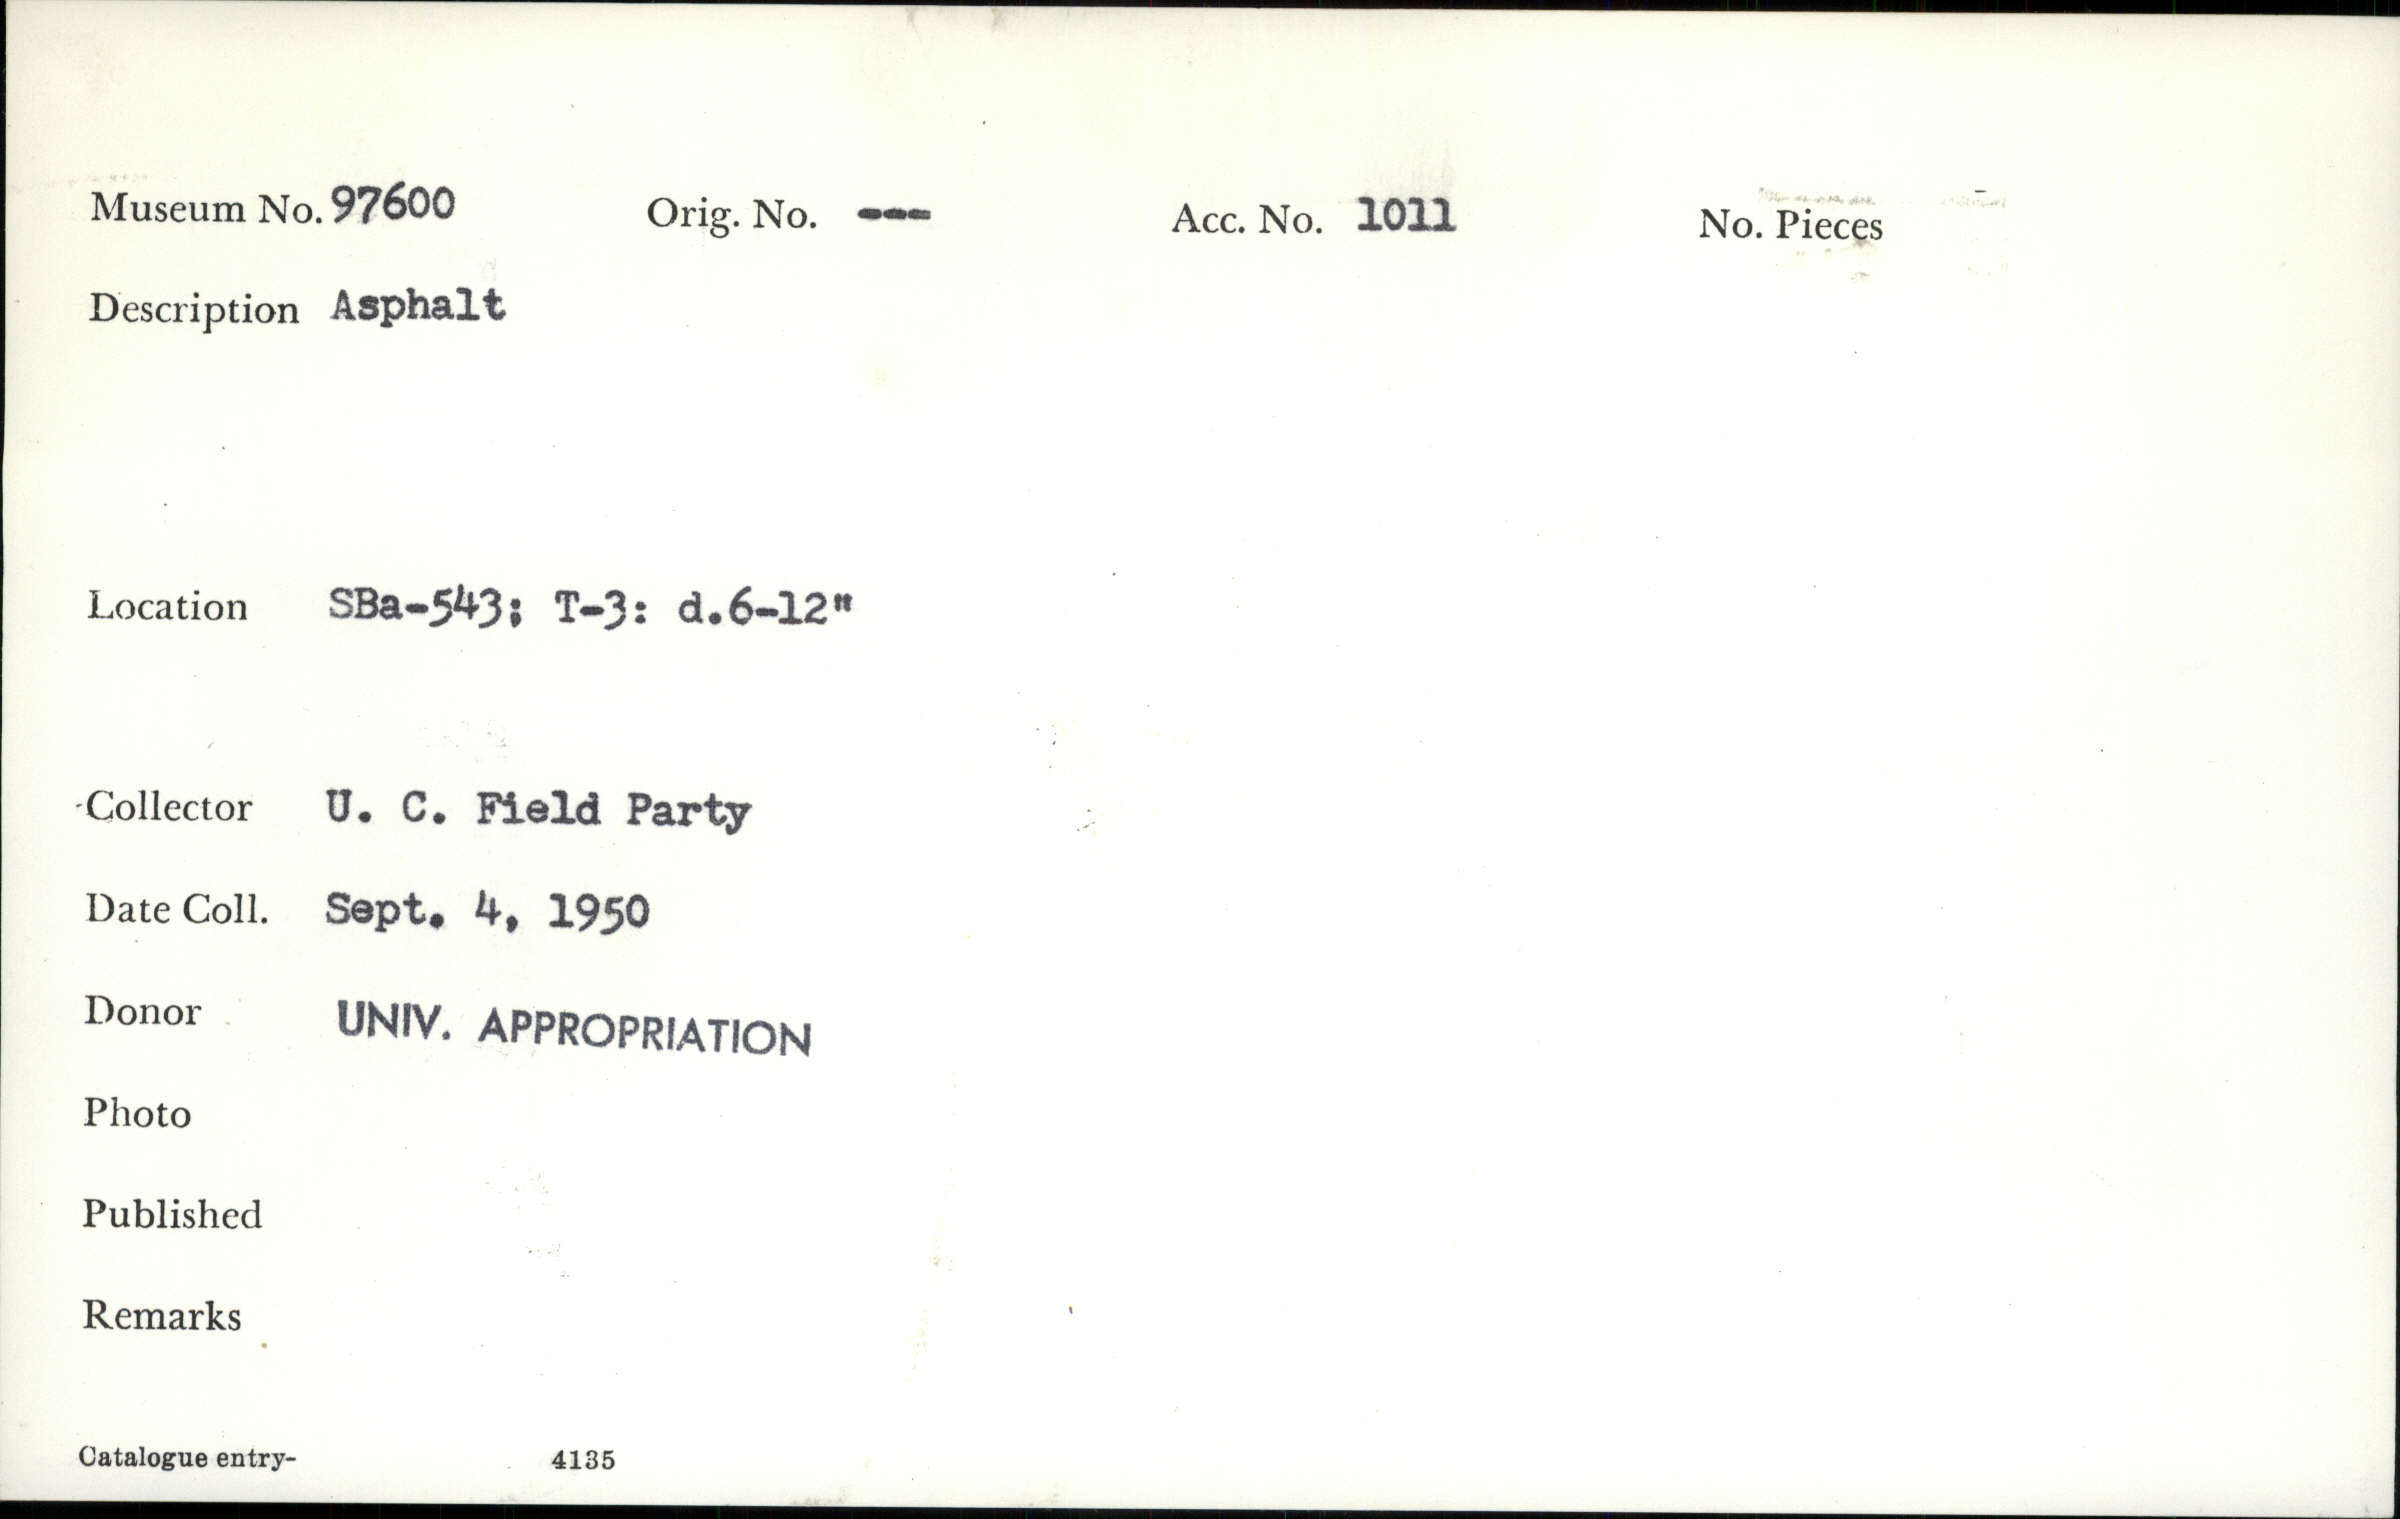 Museum No. 97600 Orig. No. --- Acc. No. 1011 No. Pieces
Description Asphalt
Location SBa-543; T-3: d.6-12"
Collector U. C. Field Party
Date Coll. Sept. 4, 1950
Donor UNIV. APPROPRIATION
Photo
Published
Remarks
Catalogue entry- 4135